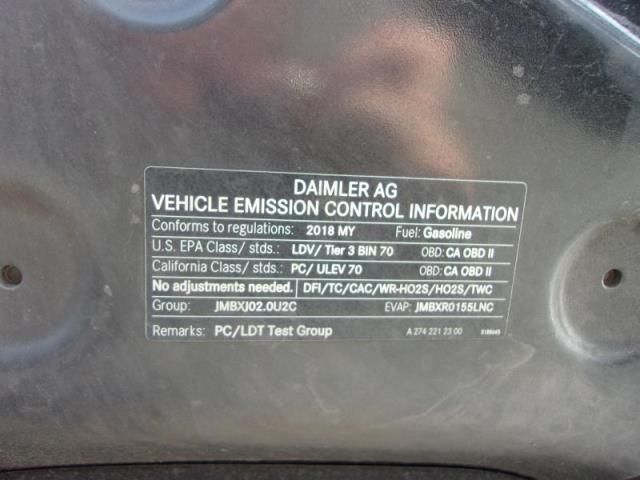 DAIMLER AG
VEHICLE EMISSION CONTROL INFORMATION
Conforms to regulations: 2018 MY Fuel: Gasoline
U.S. EPA Class/ stds.: LDV/ Tier 3 BIN 70 OBD: CA OBD II
California Class/ stds.: PC/ ULEV 70 OBD: CA OBD II
No adjustments needed. DFI/TC/CAC/WR-HO2S/HO2S/TWC
Group: JMBXJ02.0U2C EVAP: JMBXR0155LNC
Remarks: PC/LDT Test Group A 274 221 23 00